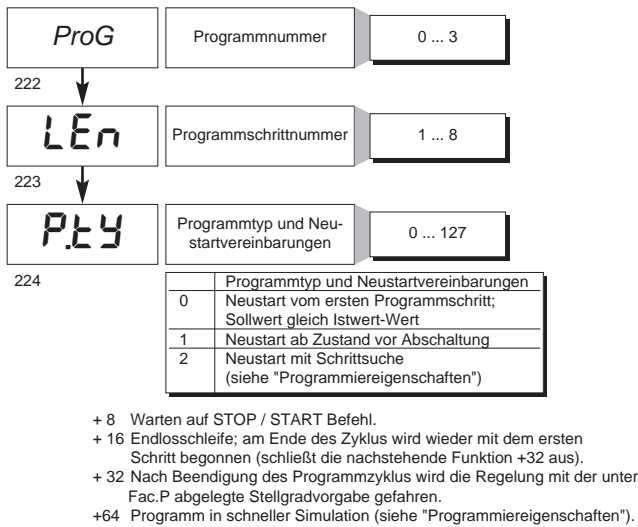 ProG
Programmnummer
0 ... 3
222
LEn
Programmschrittnummer
1 ... 8
223
P.tY
Programmtyp und Neu-
startvereinbarungen
0 ... 127
224
Programmtyp und Neustartvereinbarungen
0 Neustart vom ersten Programmschritt;
Sollwert gleich Istwert-Wert
1 Neustart ab Zustand vor Abschaltung
2 Neustart mit Schrittsuche
(siehe "Programmiereigenschaften")
+ 8 Warten auf STOP / START Befehl.
+ 16 Endlosschleife; am Ende des Zyklus wird wieder mit dem ersten
Schritt begonnen (schließt die nachstehende Funktion +32 aus).
+ 32 Nach Beendigung des Programmzyklus wird die Regelung mit der unter
Fac.P abgelegte Stellgradvorgabe gefahren.
+64 Programm in schneller Simulation (siehe "Programmiereigenschaften").